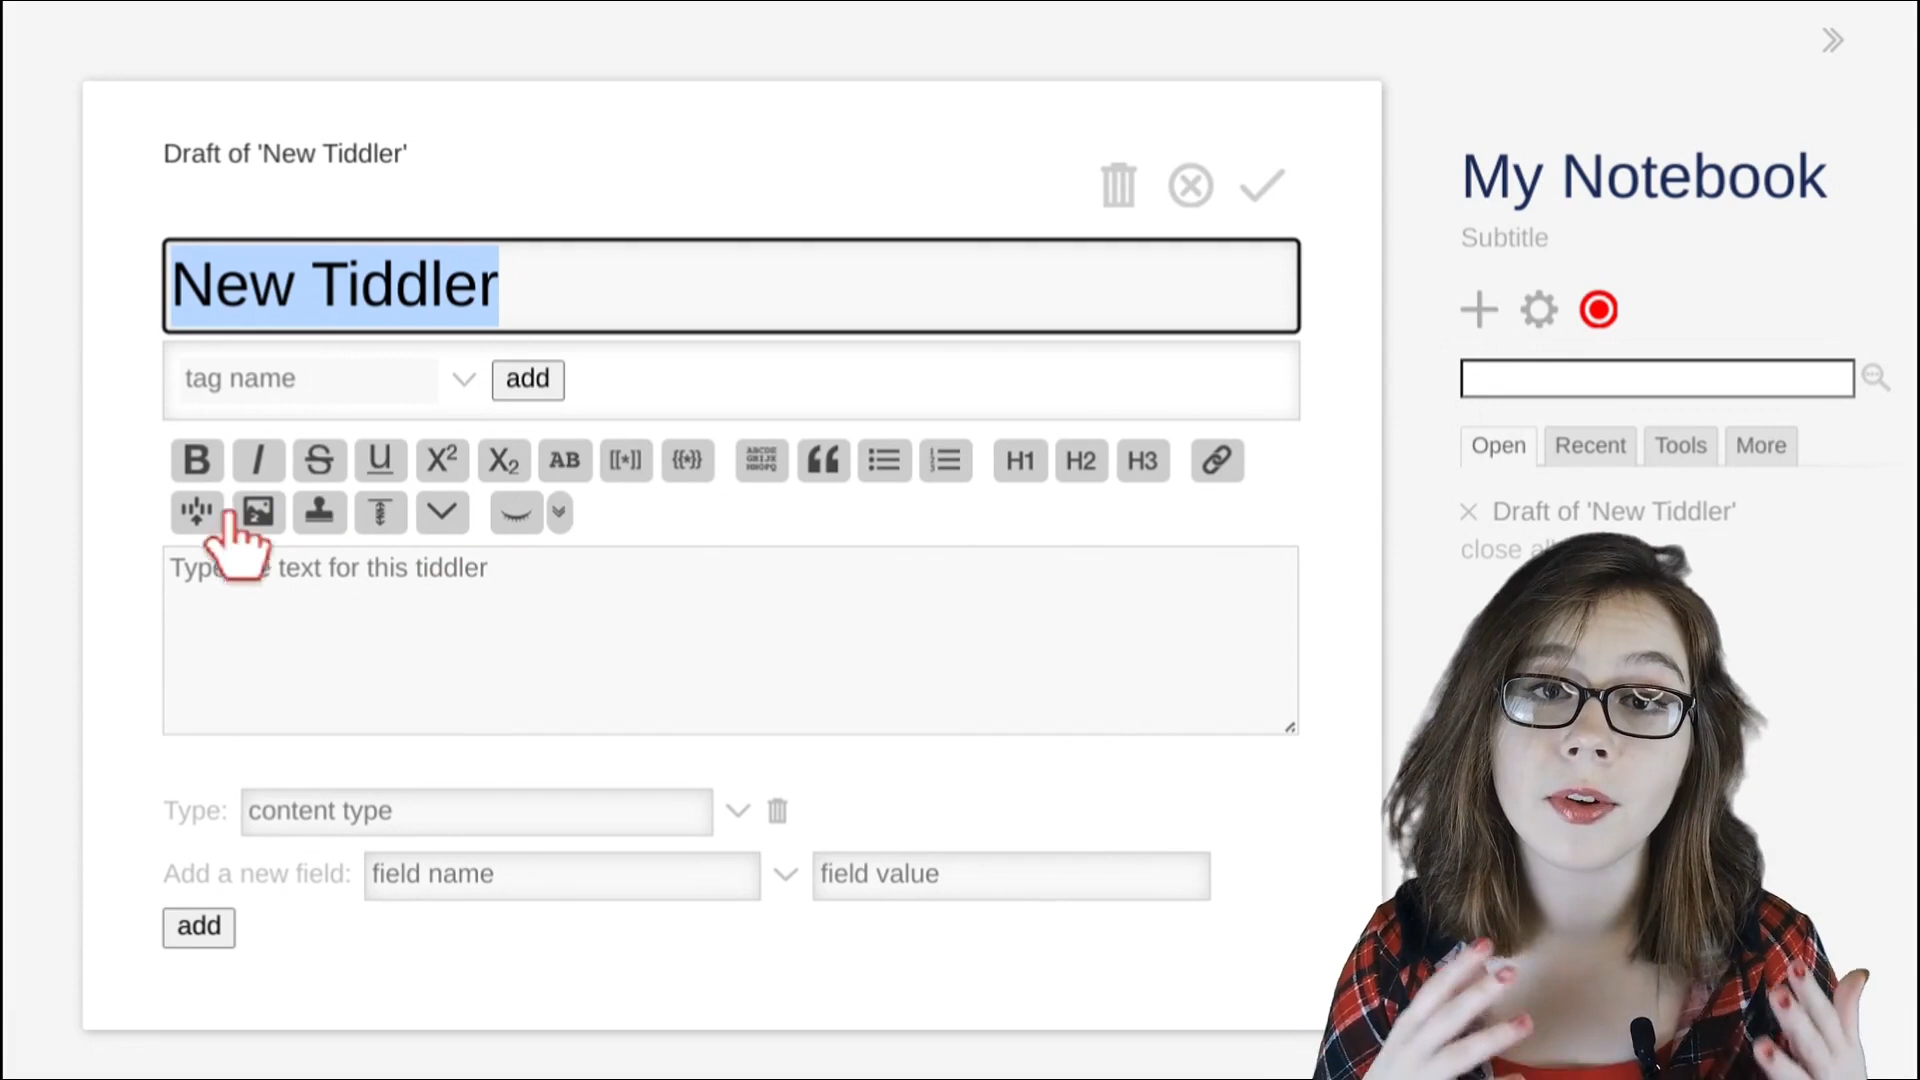 Draft of 'New Tiddler'
New Tiddler
tag name
add
B I S U X² X₂ AB [[*]] {{*}} H1 H2 H3
text for this tiddler
Type: content type
Add a new field: field name field value
add
My Notebook
Subtitle
Open Recent Tools More
Draft of 'New Tiddler'
close